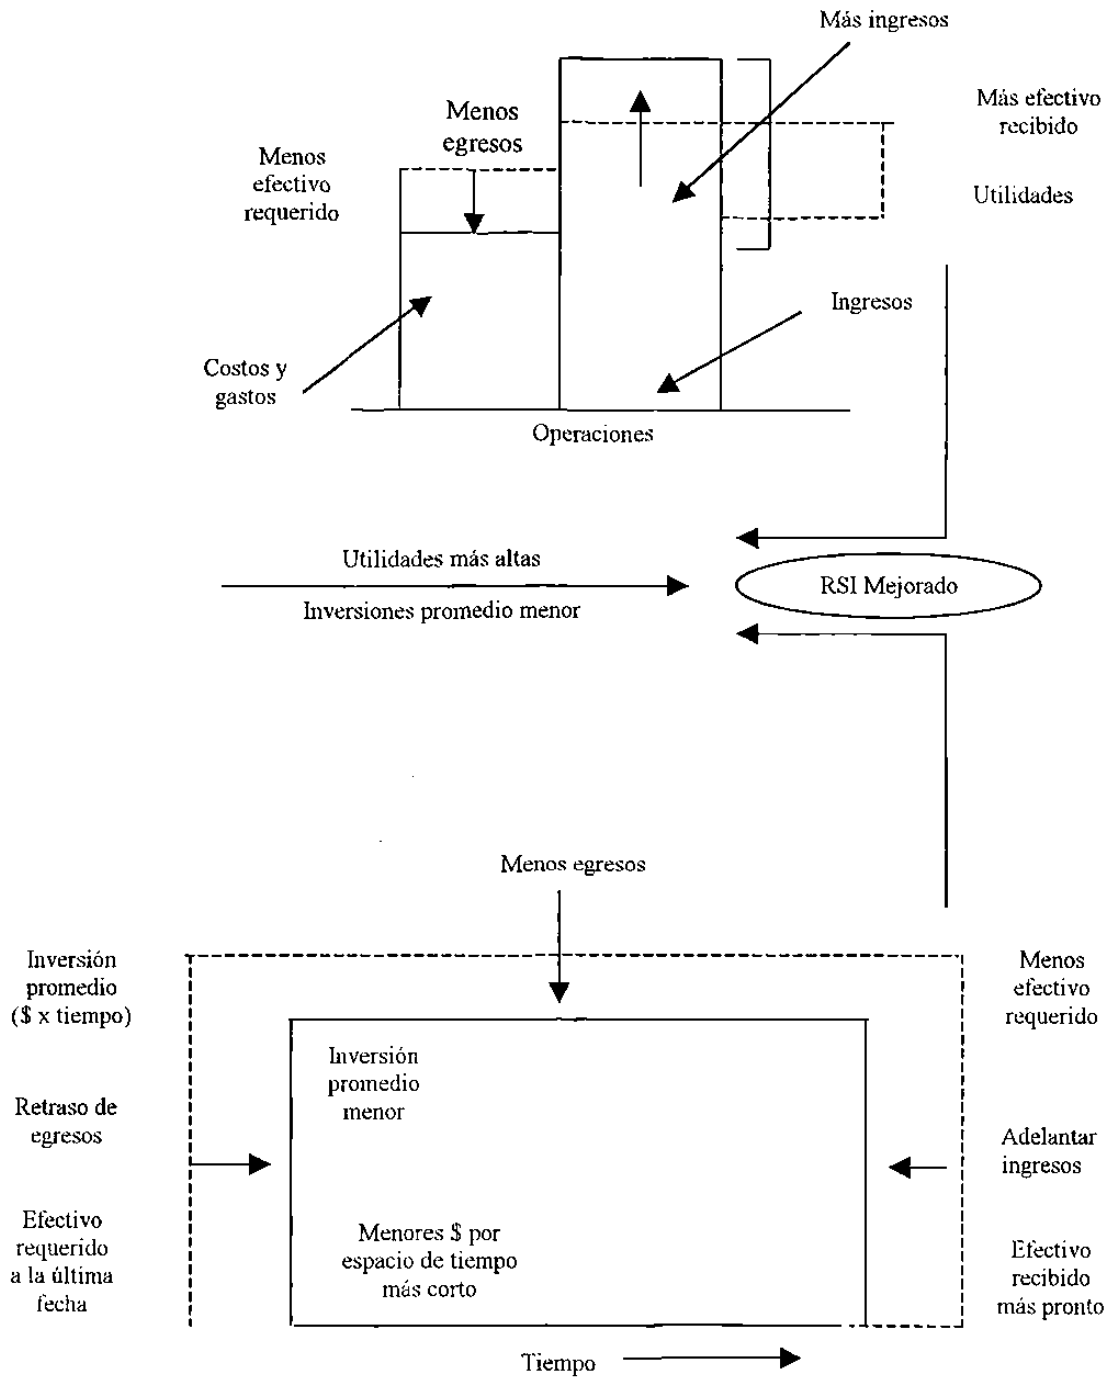 Más ingresos
Más efectivo
recibido
Menos
egresos
Menos
efectivo
requerido
Utilidades
Ingresos
Costos y
gastos
Operaciones
Utilidades más altas
Inversiones promedio menor
RSI Mejorado
Menos egresos
Inversión
promedio
($ x tiempo)
Menos
efectivo
requerido
Inversión
promedio
menor
Retraso de
egresos
Adelantar
ingresos
Efectivo
requerido
a la última
fecha
Menores $ por
espacio de tiempo
más corto
Efectivo
recibido
más pronto
Tiempo